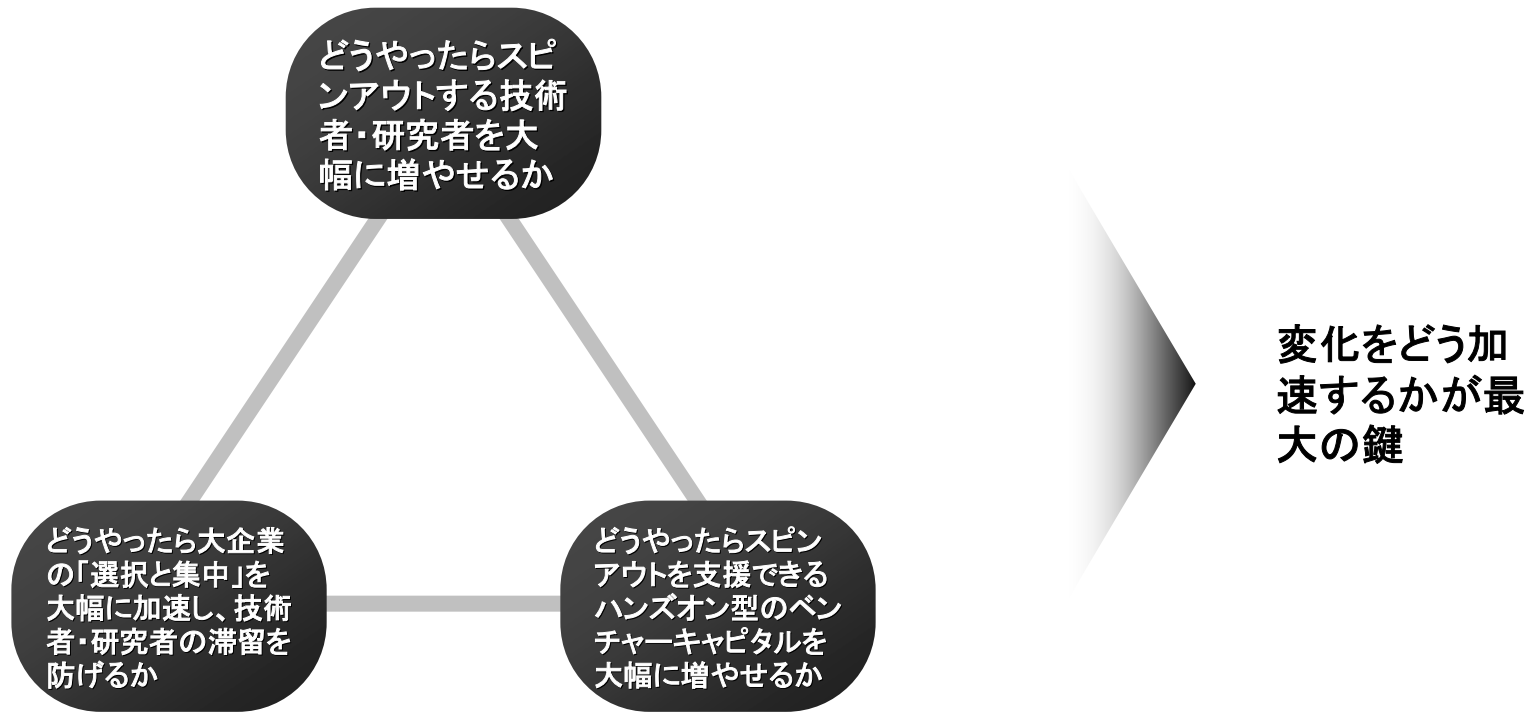 どうやったらスピ
ンアウトする技術
者・研究者を大
幅に増やせるか
どうやったら大企業
の「選択と集中」を
大幅に加速し、技術
者・研究者の滞留を
防げるか
どうやったらスピン
アウトを支援できる
ハンズオン型のベン
チャーキャピタルを
大幅に増やせるか
変化をどう加
速するかが最
大の鍵